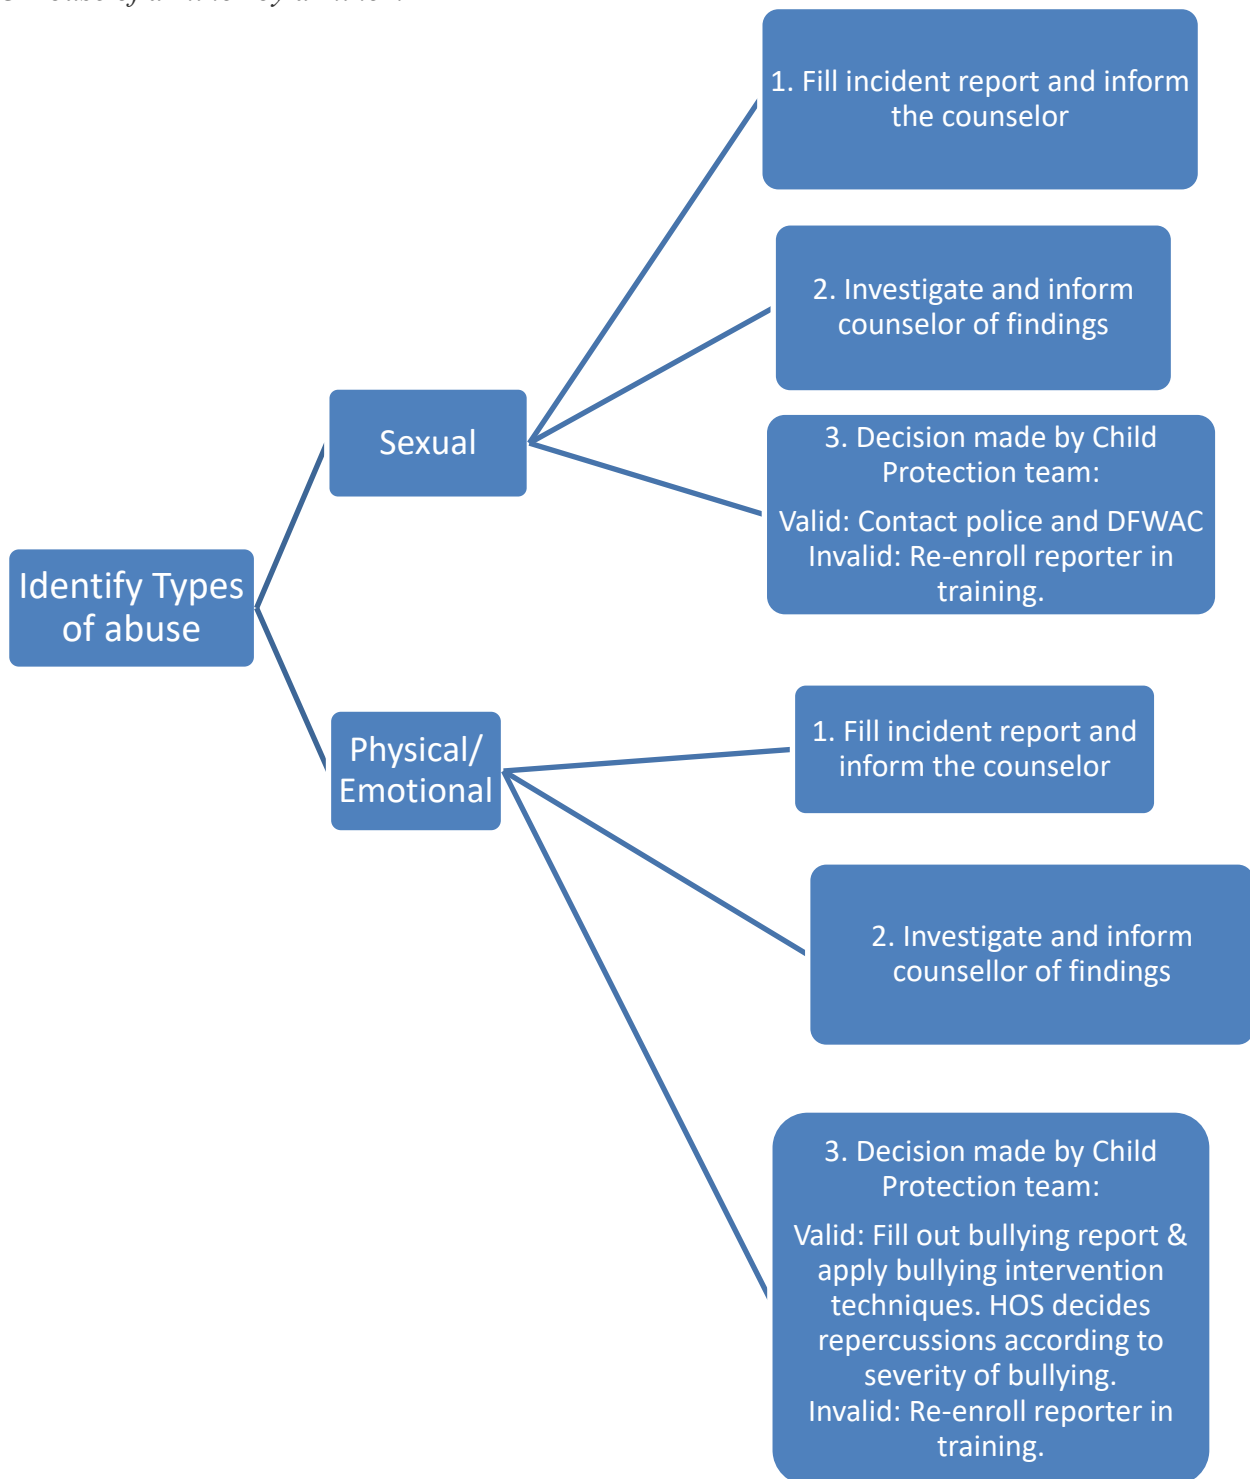 of a minor by a minor.
1. Fill incident report and inform
the counselor
2. Investigate and inform
counselor of findings
Sexual
3. Decision made by Child
Protection team:
Valid: Contact police and DFWAC
Invalid: Re-enroll reporter in
training.
Identify Types
of abuse
Physical/
Emotional
1. Fill incident report and
inform the counselor
2. Investigate and inform
counsellor of findings
3. Decision made by Child
Protection team:
Valid: Fill out bullying report &
apply bullying intervention
techniques. HOS decides
repercussions according to
severity of bullying.
Invalid: Re-enroll reporter in
training.